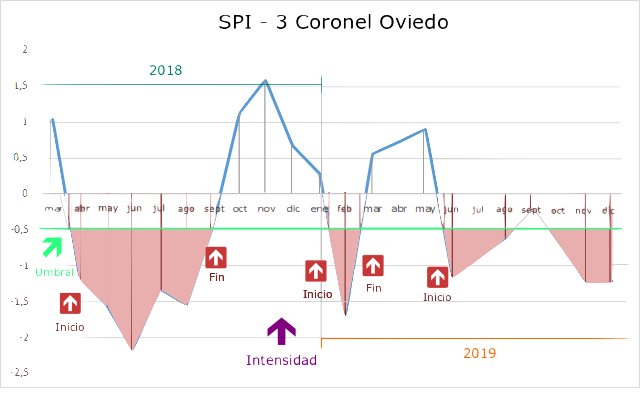 SPI - 3 Coronel Oviedo
2
2018
1,5
1
0,5
0
mar abr may jun jul ago sept oct nov dic ene feb mar abr may jun jul ago sept oct nov dic
-0,5
Umbral
-1
Fin
Inicio
Fin
Inicio
-1,5
Inicio
-2
Intensidad
2019
-2,5